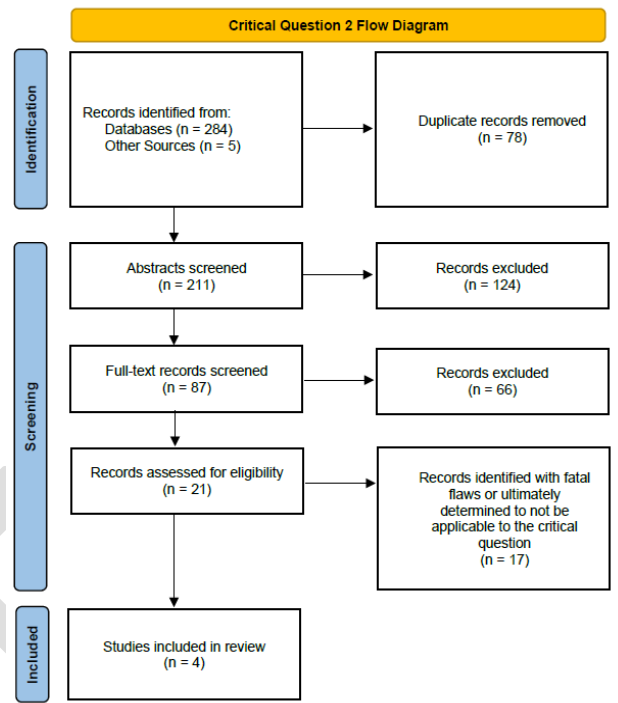 Critical Question 2 Flow Diagram
Identification
Records identified from:
Databases (n = 284)
Other Sources (n = 5)
Duplicate records removed
(n = 78)
Screening
Abstracts screened
(n = 211)
Records excluded
(n = 124)
Full-text records screened
(n = 87)
Records excluded
(n = 66)
Records assessed for eligibility
(n = 21)
Records identified with fatal
flaws or ultimately
determined to not be
applicable to the critical
question
(n = 17)
Included
Studies included in review
(n = 4)